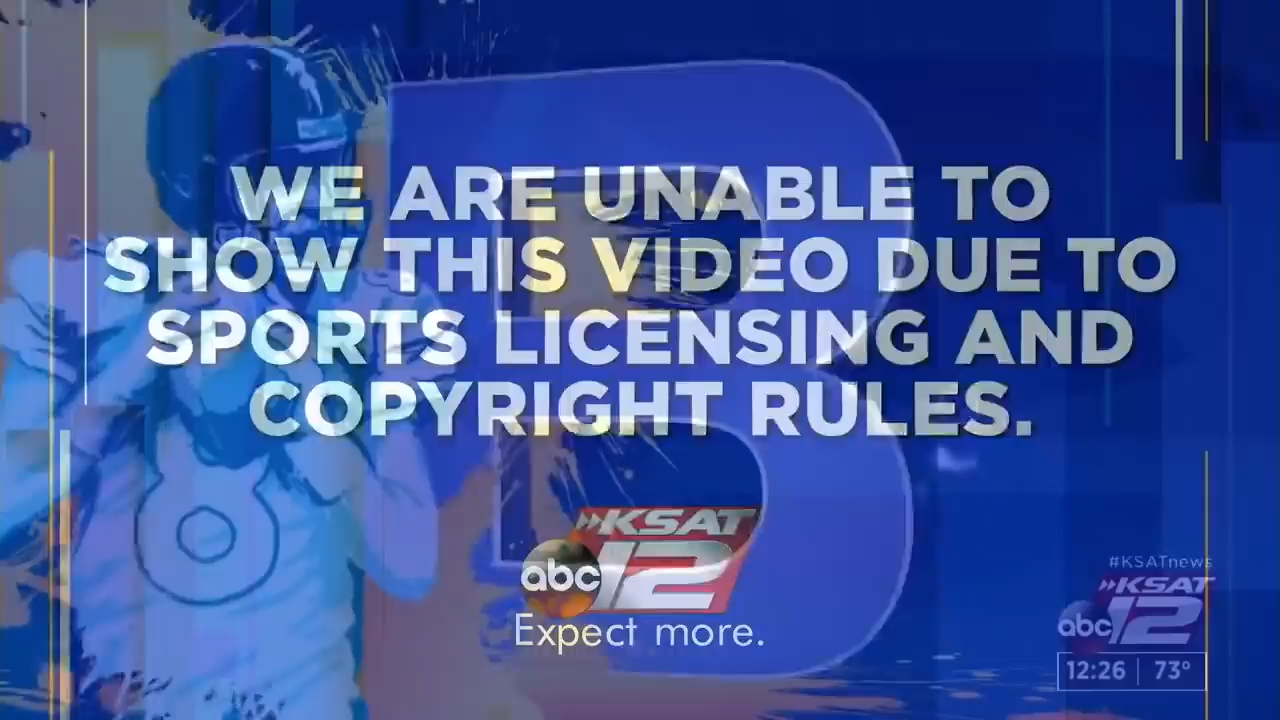 WE ARE UNABLE TO
SHOW THIS VIDEO DUE TO
SPORTS LICENSING AND
COPYRIGHT RULES.
B
KSAT
abc 12
Expect more.
#KSATnews
KSAT
abc 12
12:26 73°